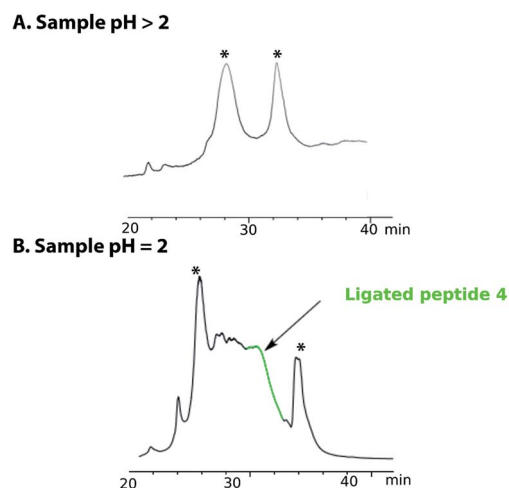 A. Sample pH > 2
* *
20 30 40 min
B. Sample pH = 2
*
Ligated peptide 4
*
20 30 40 min